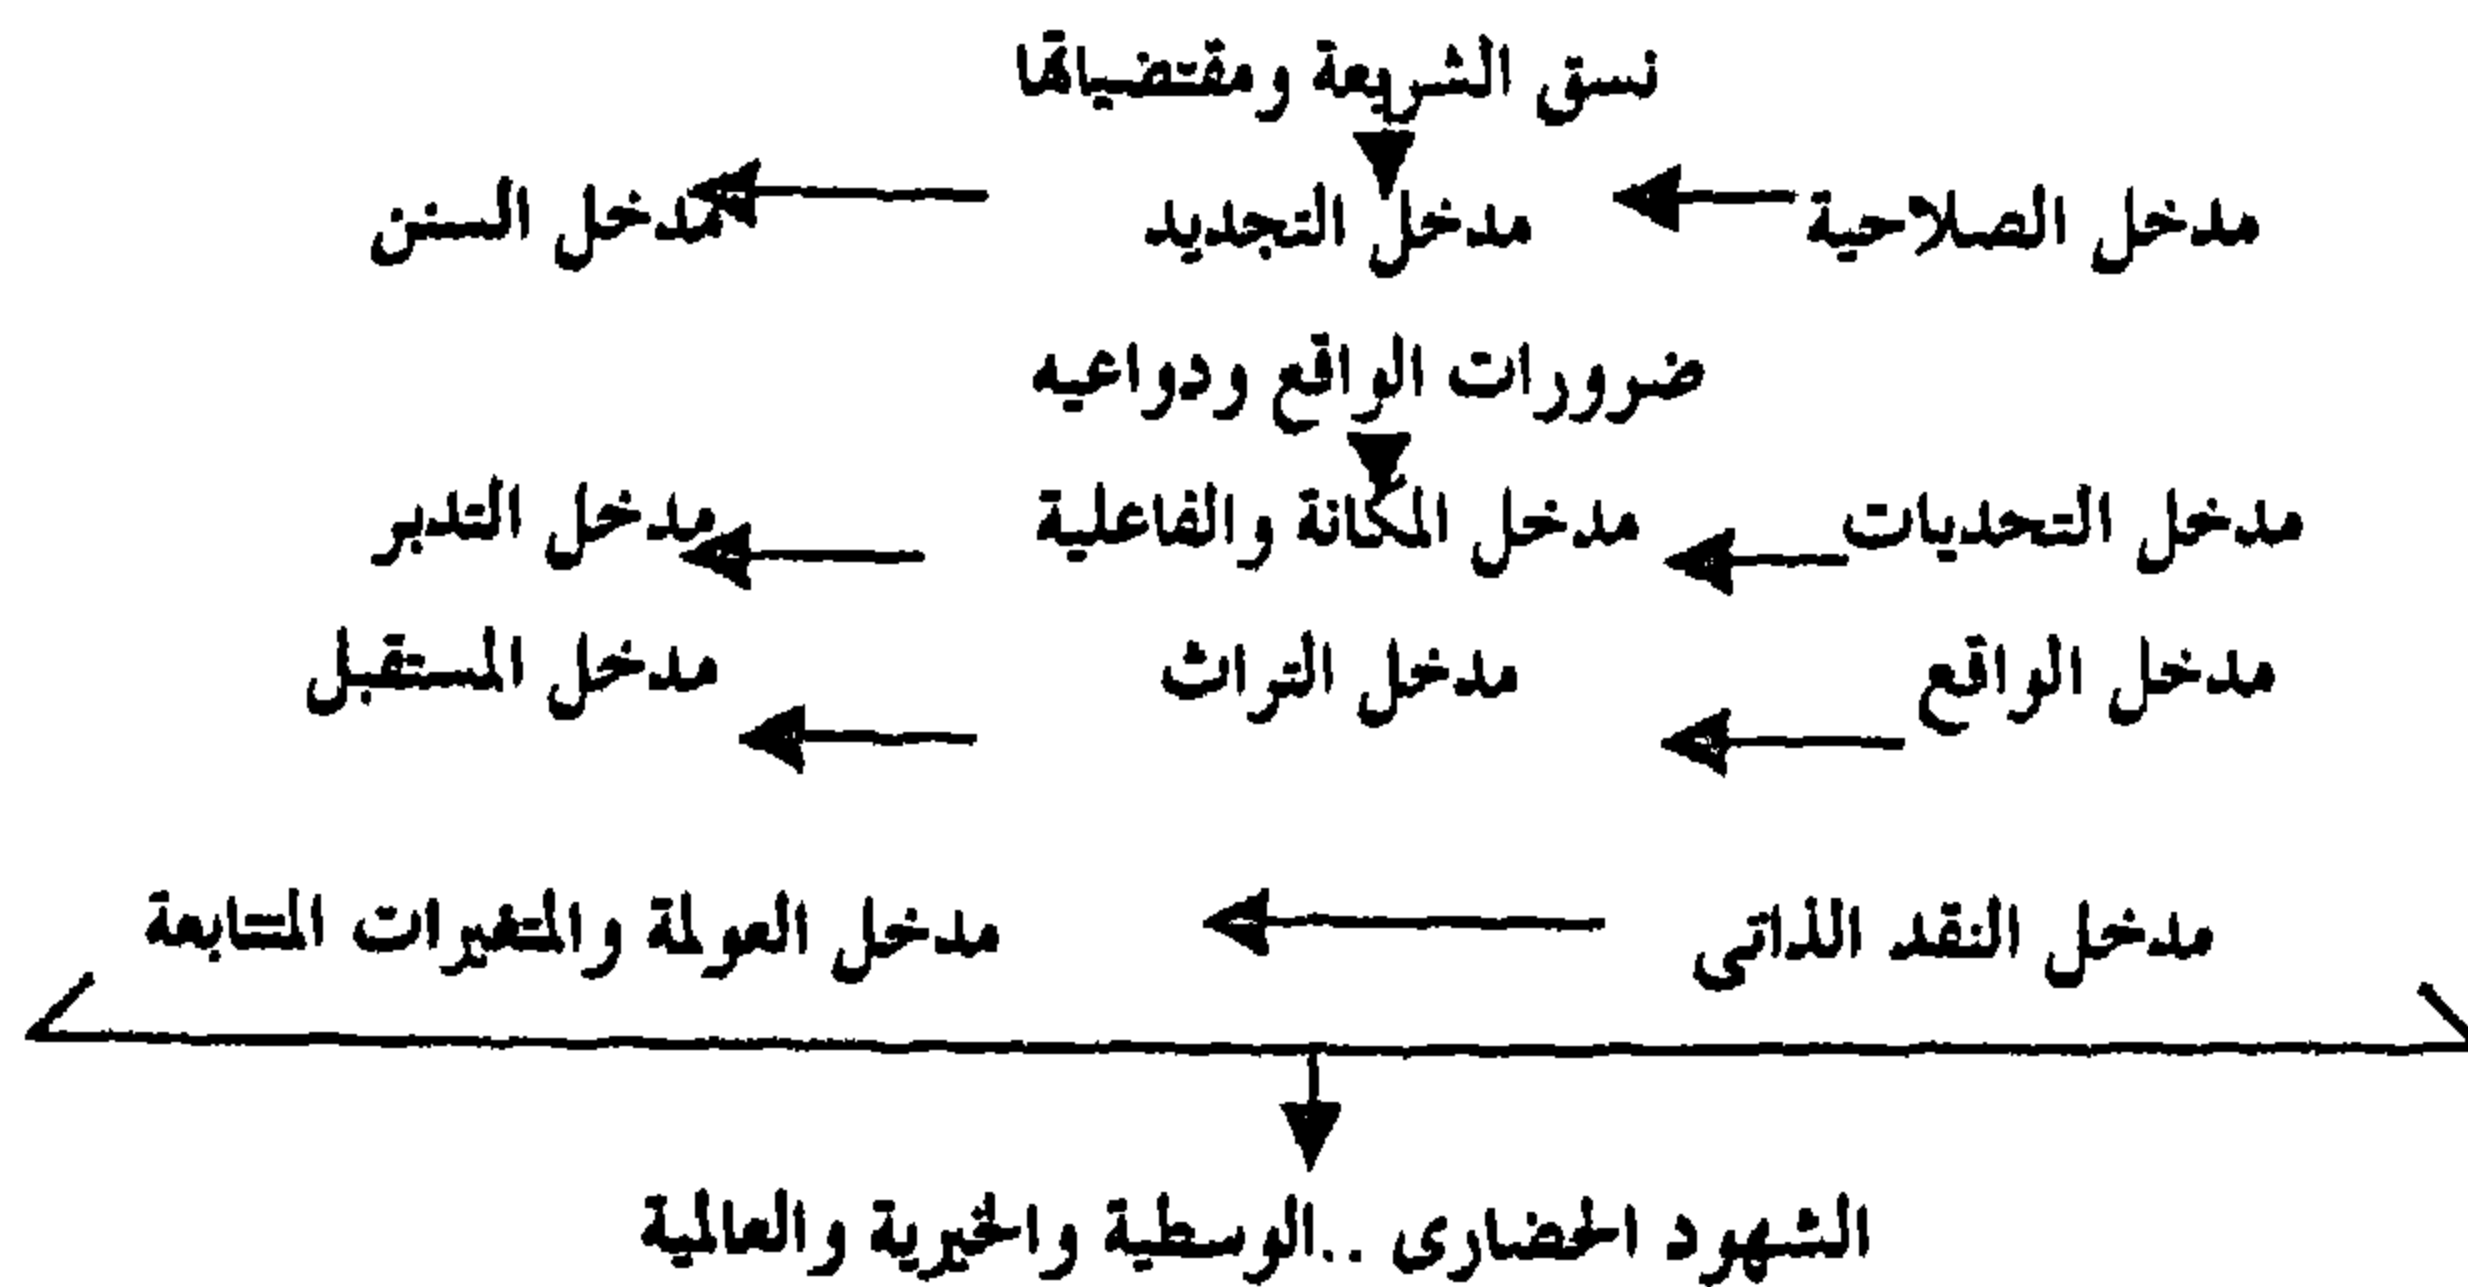 نسق الشريعة ومقتضياتها
مدخل الصلاحية مدخل التجديد مدخل السنن
ضرورات الواقع ودواعيه
مدخل التحديات مدخل المكانة والفاعلية مدخل التدبر
مدخل الواقع مدخل التراث مدخل المستقبل
مدخل النقد الذاتى مدخل العولمة والمتغيرات المتتابعة
الشهود الحضارى ..الوسطية والخيرية والعالمية